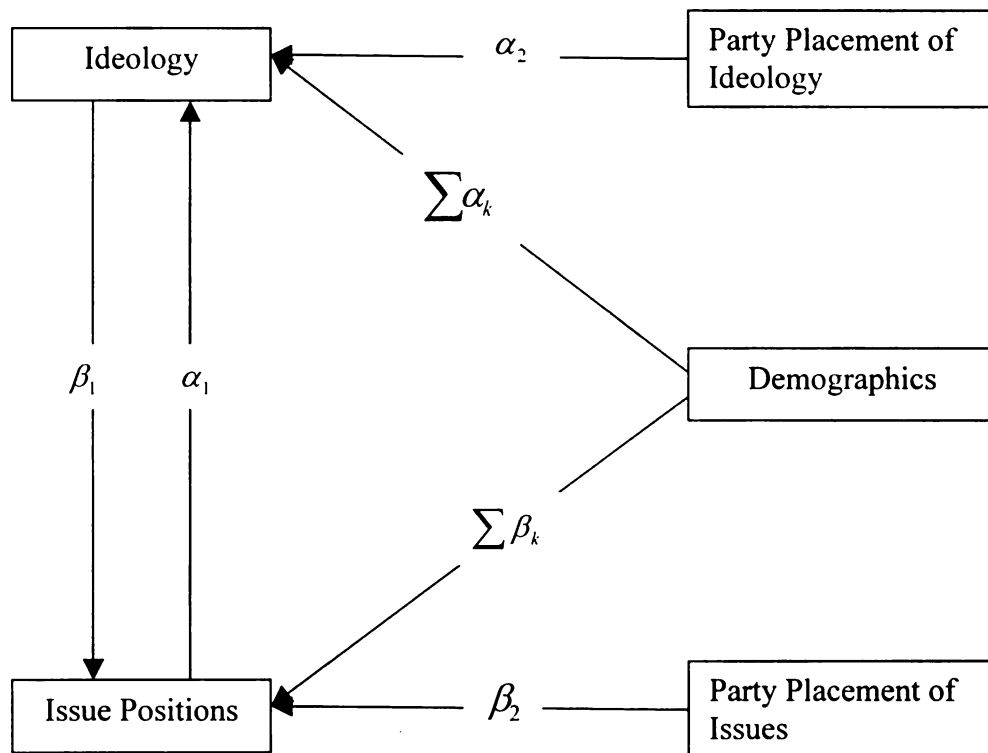 Ideology
α₂
Party Placement of
Ideology
∑αₖ
β₁
α₁
Demographics
∑βₖ
Issue Positions
β₂
Party Placement of
Issues